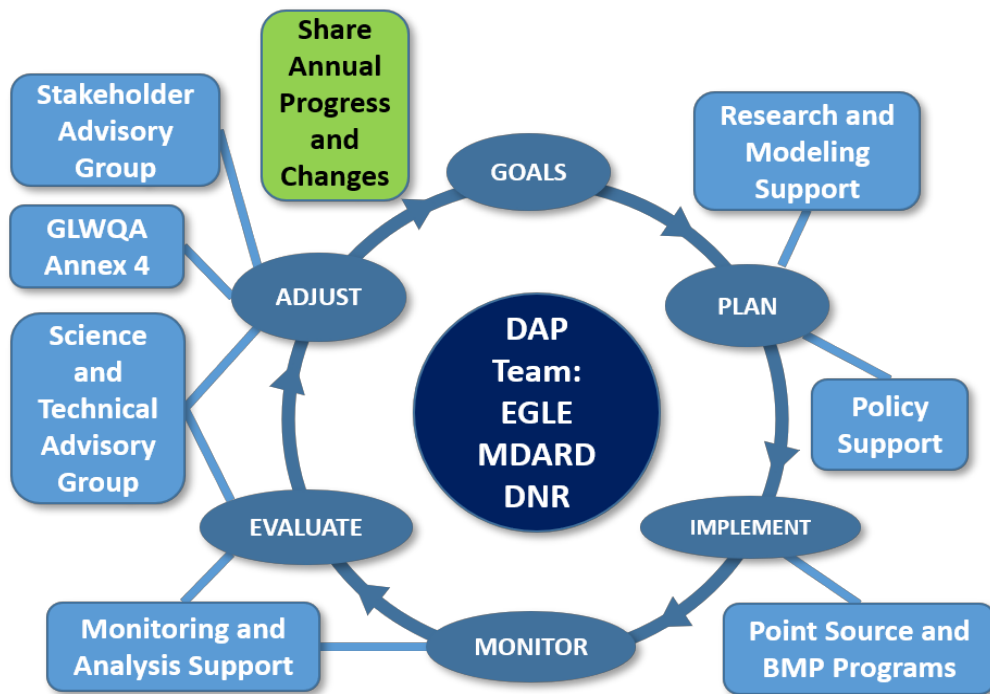 Share
Annual
Progress
and
Changes
Stakeholder
Advisory
Group
Research and
Modeling
Support
GOALS
GLWQA
Annex 4
ADJUST
PLAN
Science
and
Technical
Advisory
Group
DAP
Team:
EGLE
MDARD
DNR
Policy
Support
EVALUATE
IMPLEMENT
Monitoring and
Analysis Support
MONITOR
Point Source and
BMP Programs